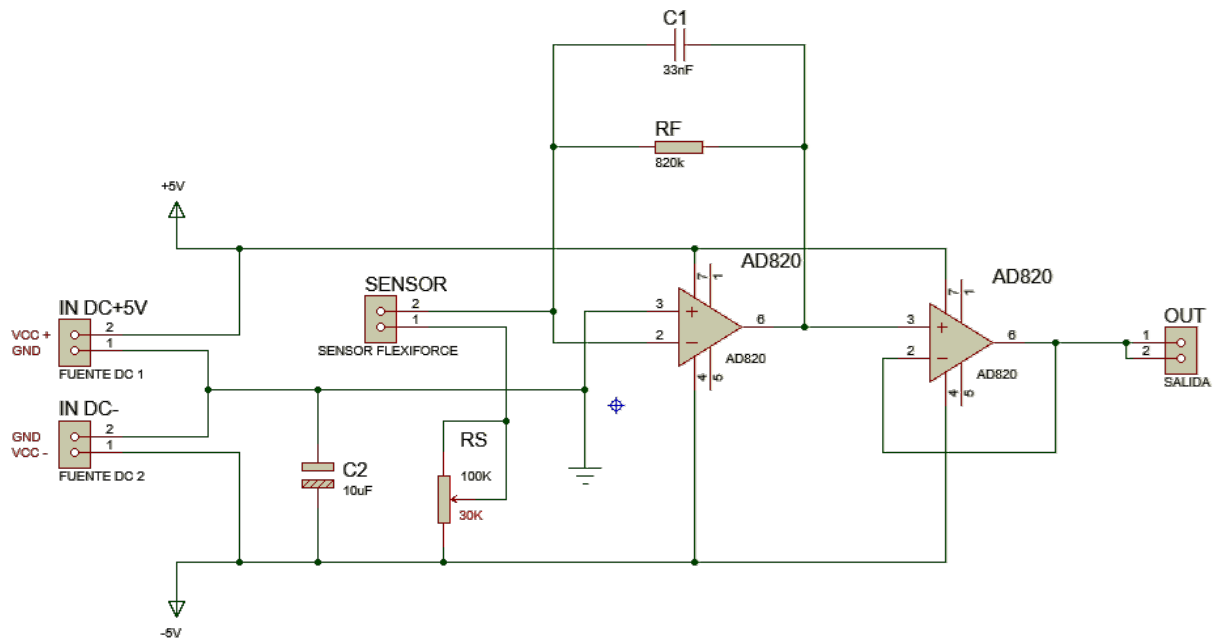 C1
33nF
RF
820k
+5V
AD820
7
1
AD820
7
1
SENSOR
2
1
SENSOR FLEXIFORCE
IN DC+5V
VCC +
2
GND
1
FUENTE DC 1
3
2
6
4
5
AD820
3
2
6
4
5
AD820
OUT
1
2
SALIDA
IN DC-
GND
2
VCC -
1
FUENTE DC 2
C2
10uF
RS
100K
30K
-5V